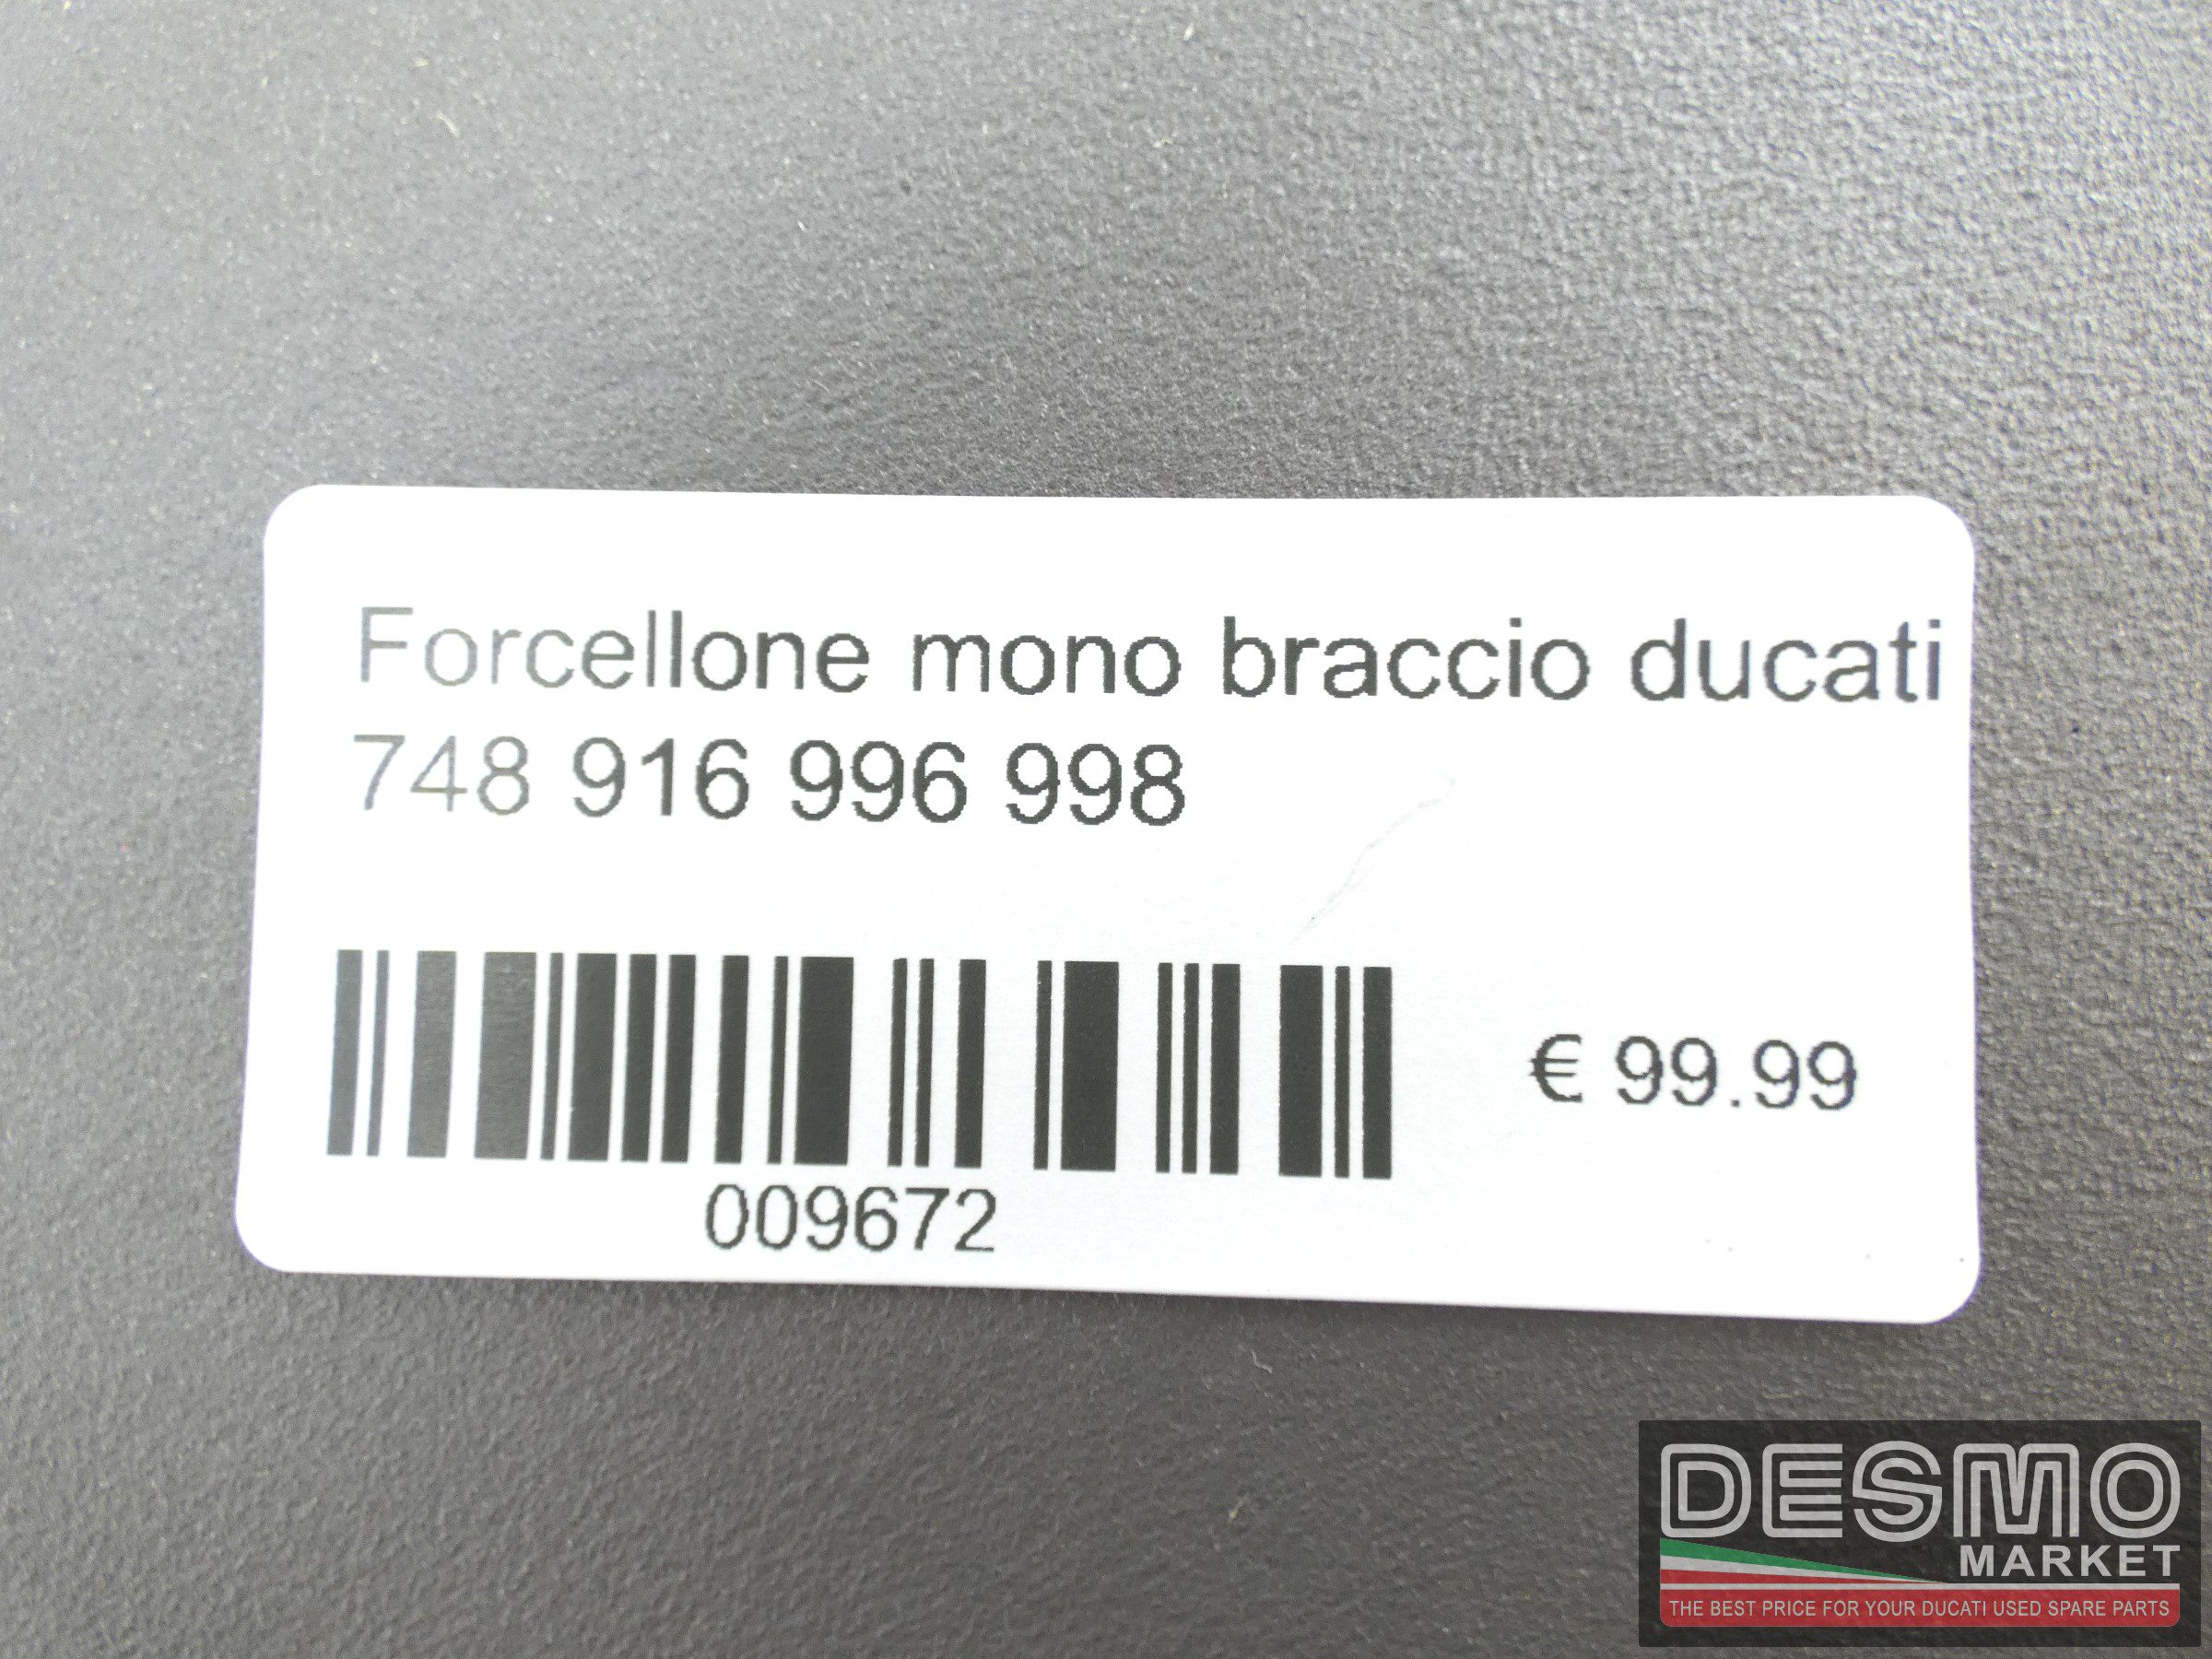 Forcellone mono braccio ducati
748 916 996 998
€ 99.99
009672
DESMO
MARKET
THE BEST PRICE FOR YOUR DUCATI USED SPARE PARTS